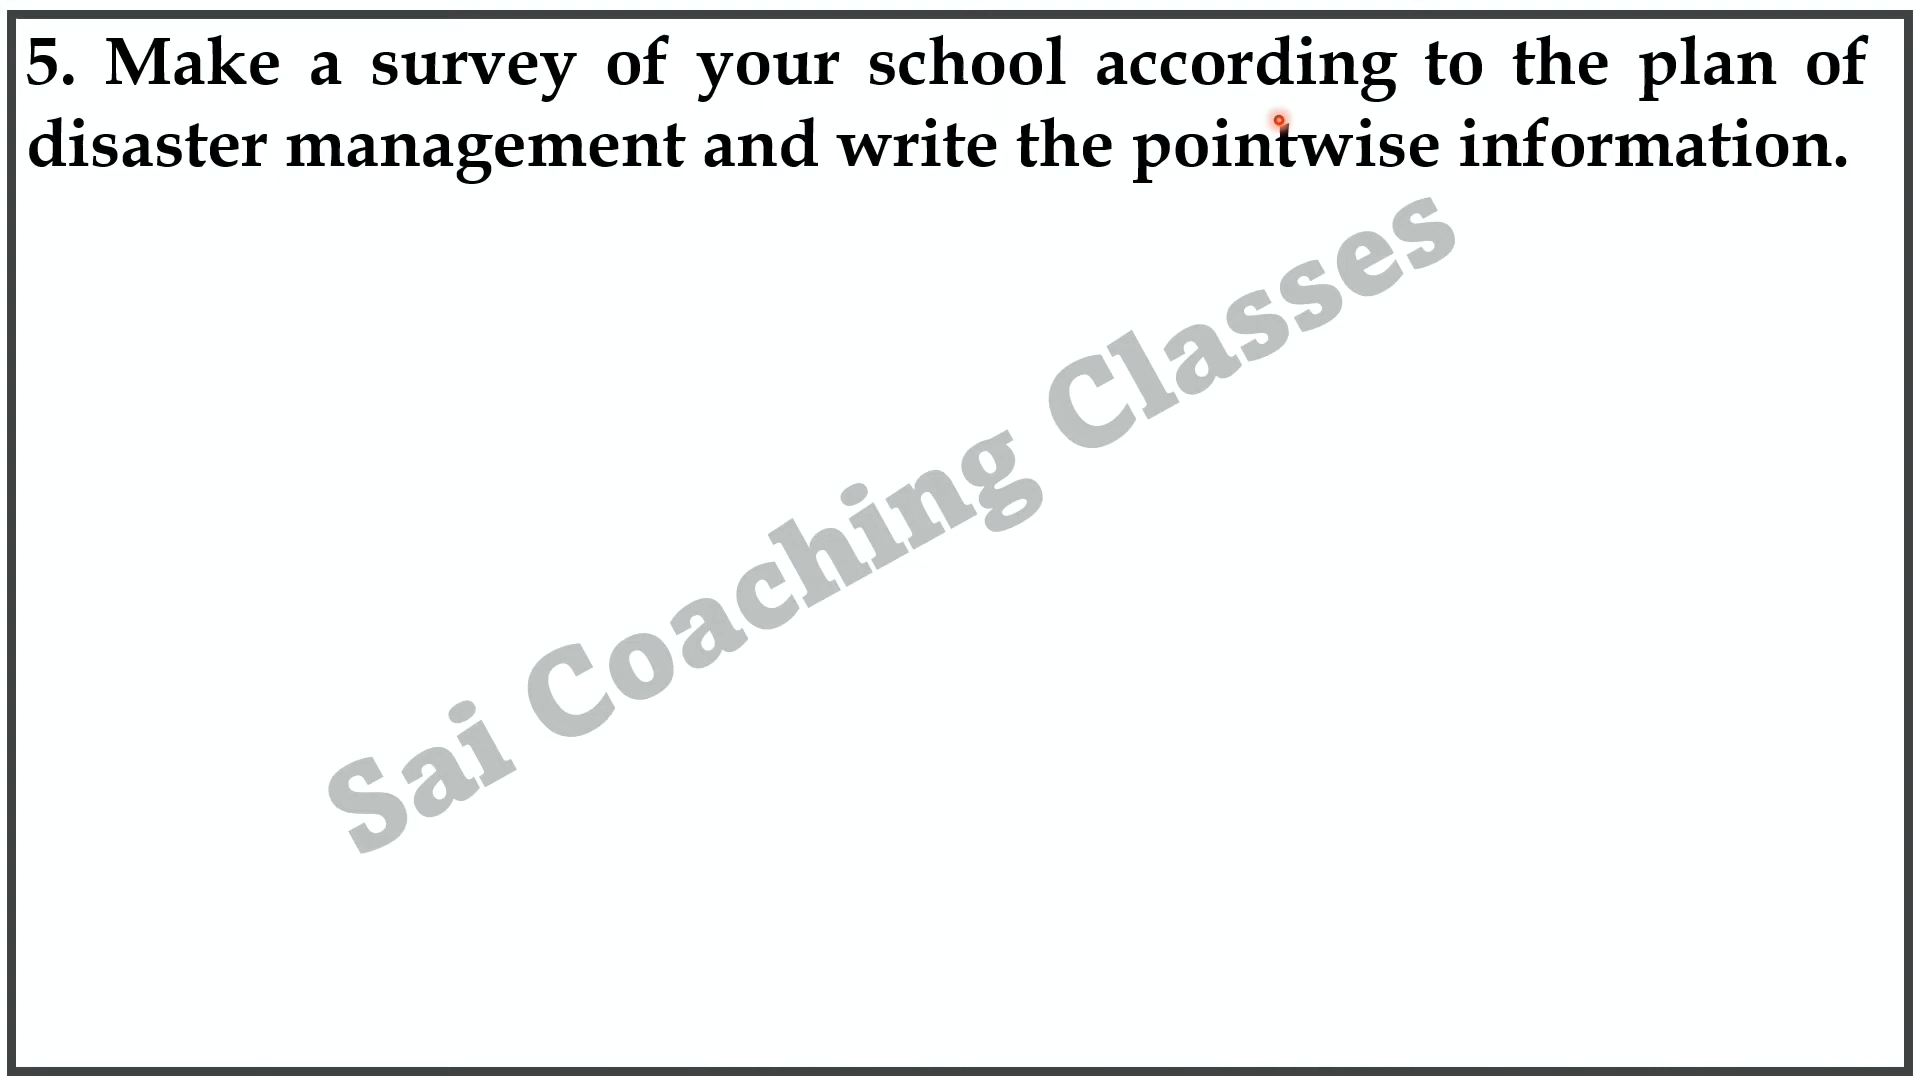 5. Make a survey of your school according to the plan of
disaster management and write the pointwise information.
Sai Coaching Classes